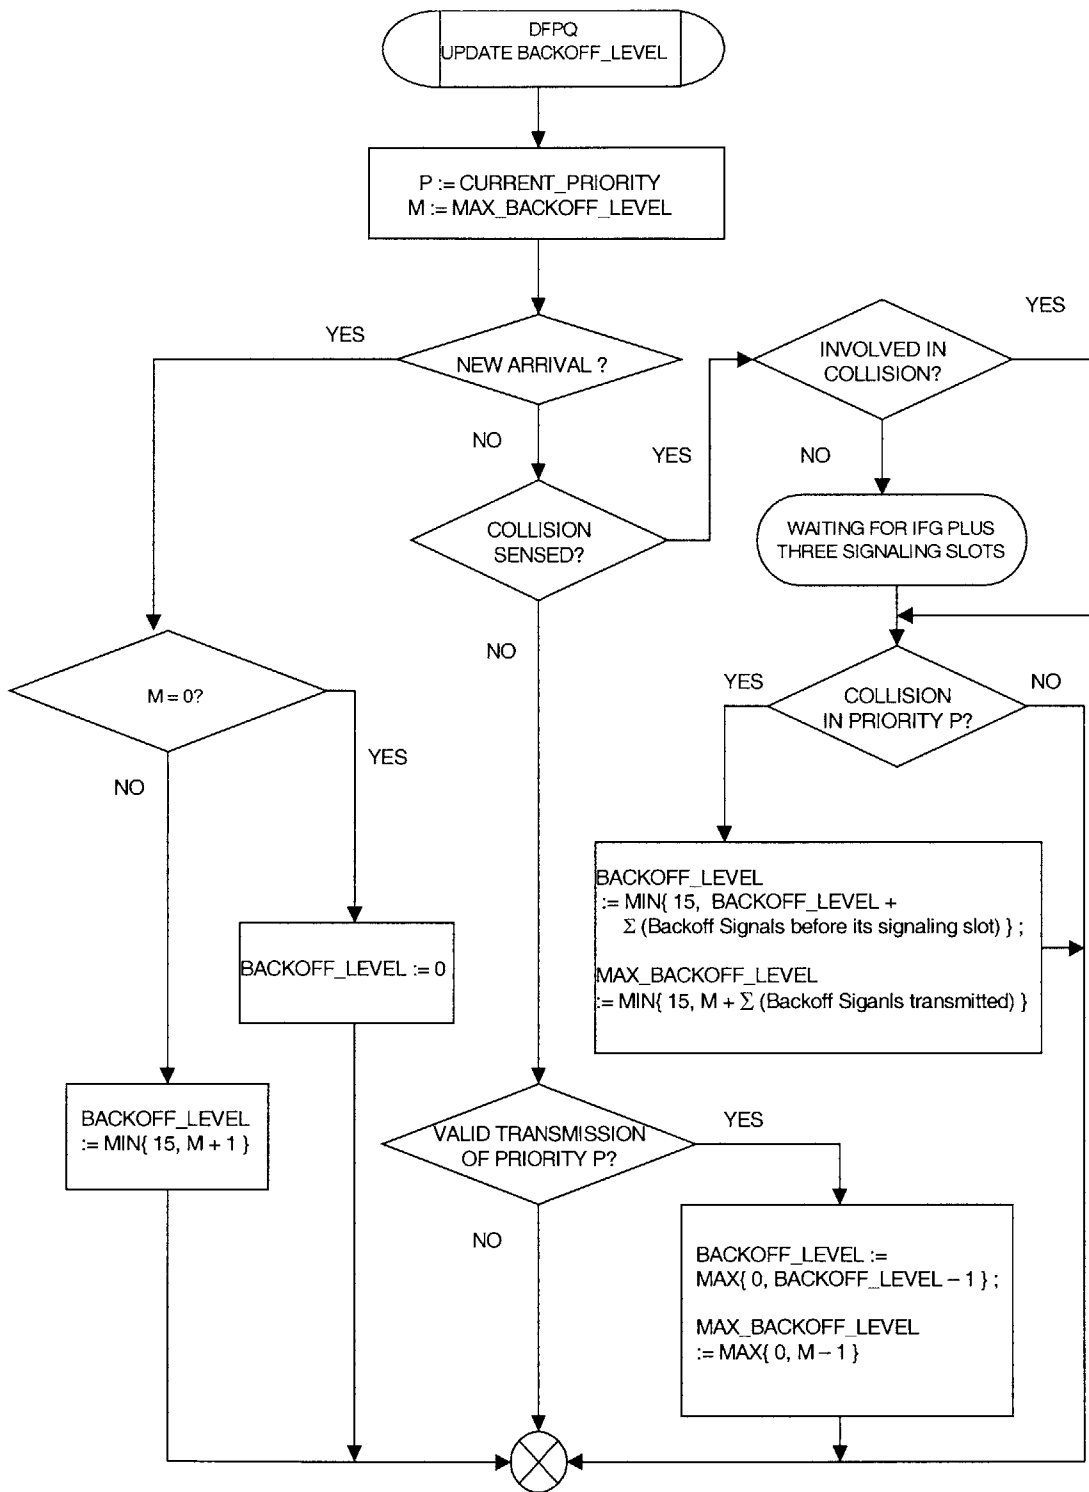 DFPQ
UPDATE BACKOFF_LEVEL
P := CURRENT_PRIORITY
M := MAX_BACKOFF_LEVEL
NEW ARRIVAL ?
YES
NO
INVOLVED IN
COLLISION?
YES
NO
COLLISION
SENSED?
YES
NO
WAITING FOR IFG PLUS
THREE SIGNALING SLOTS
M = 0?
NO
YES
COLLISION
IN PRIORITY P?
YES
NO
BACKOFF_LEVEL
:= MIN{ 15, BACKOFF_LEVEL +
Σ (Backoff Signals before its signaling slot) } ;
MAX_BACKOFF_LEVEL
:= MIN{ 15, M + Σ (Backoff Siganls transmitted) }
BACKOFF_LEVEL := 0
BACKOFF_LEVEL
:= MIN{ 15, M + 1 }
VALID TRANSMISSION
OF PRIORITY P?
YES
NO
BACKOFF_LEVEL :=
MAX{ 0, BACKOFF_LEVEL – 1 } ;
MAX_BACKOFF_LEVEL
:= MAX{ 0, M – 1 }